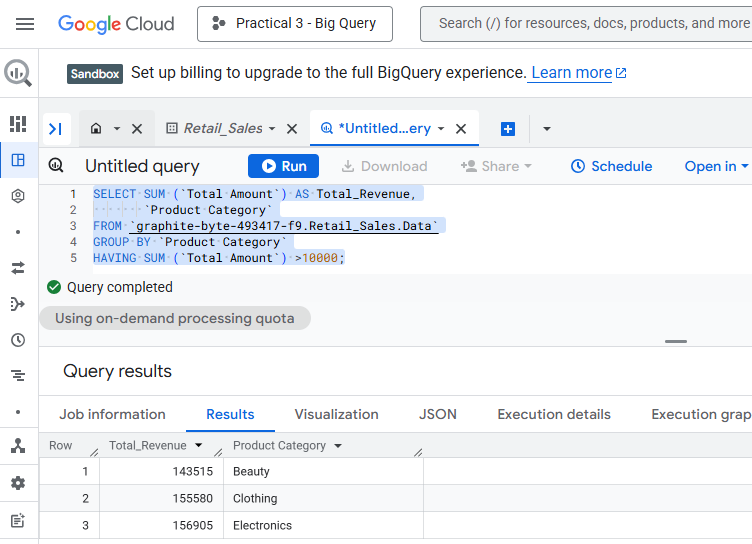 Google Cloud
Practical 3 - Big Query
Search (/) for resources, docs, products, and more
Sandbox Set up billing to upgrade to the full BigQuery experience. Learn more
Retail_Sales
*Untitled...ery
Untitled query
Run
Download
Share
Schedule
Open in
1 SELECT SUM (`Total Amount`) AS Total_Revenue,
2 `Product Category`
3 FROM `graphite-byte-493417-f9.Retail_Sales.Data`
4 GROUP BY `Product Category`
5 HAVING SUM (`Total Amount`) >10000;
Query completed
Using on-demand processing quota
Query results
Job information Results Visualization JSON Execution details Execution grap
Row Total_Revenue Product Category
1 143515 Beauty
2 155580 Clothing
3 156905 Electronics